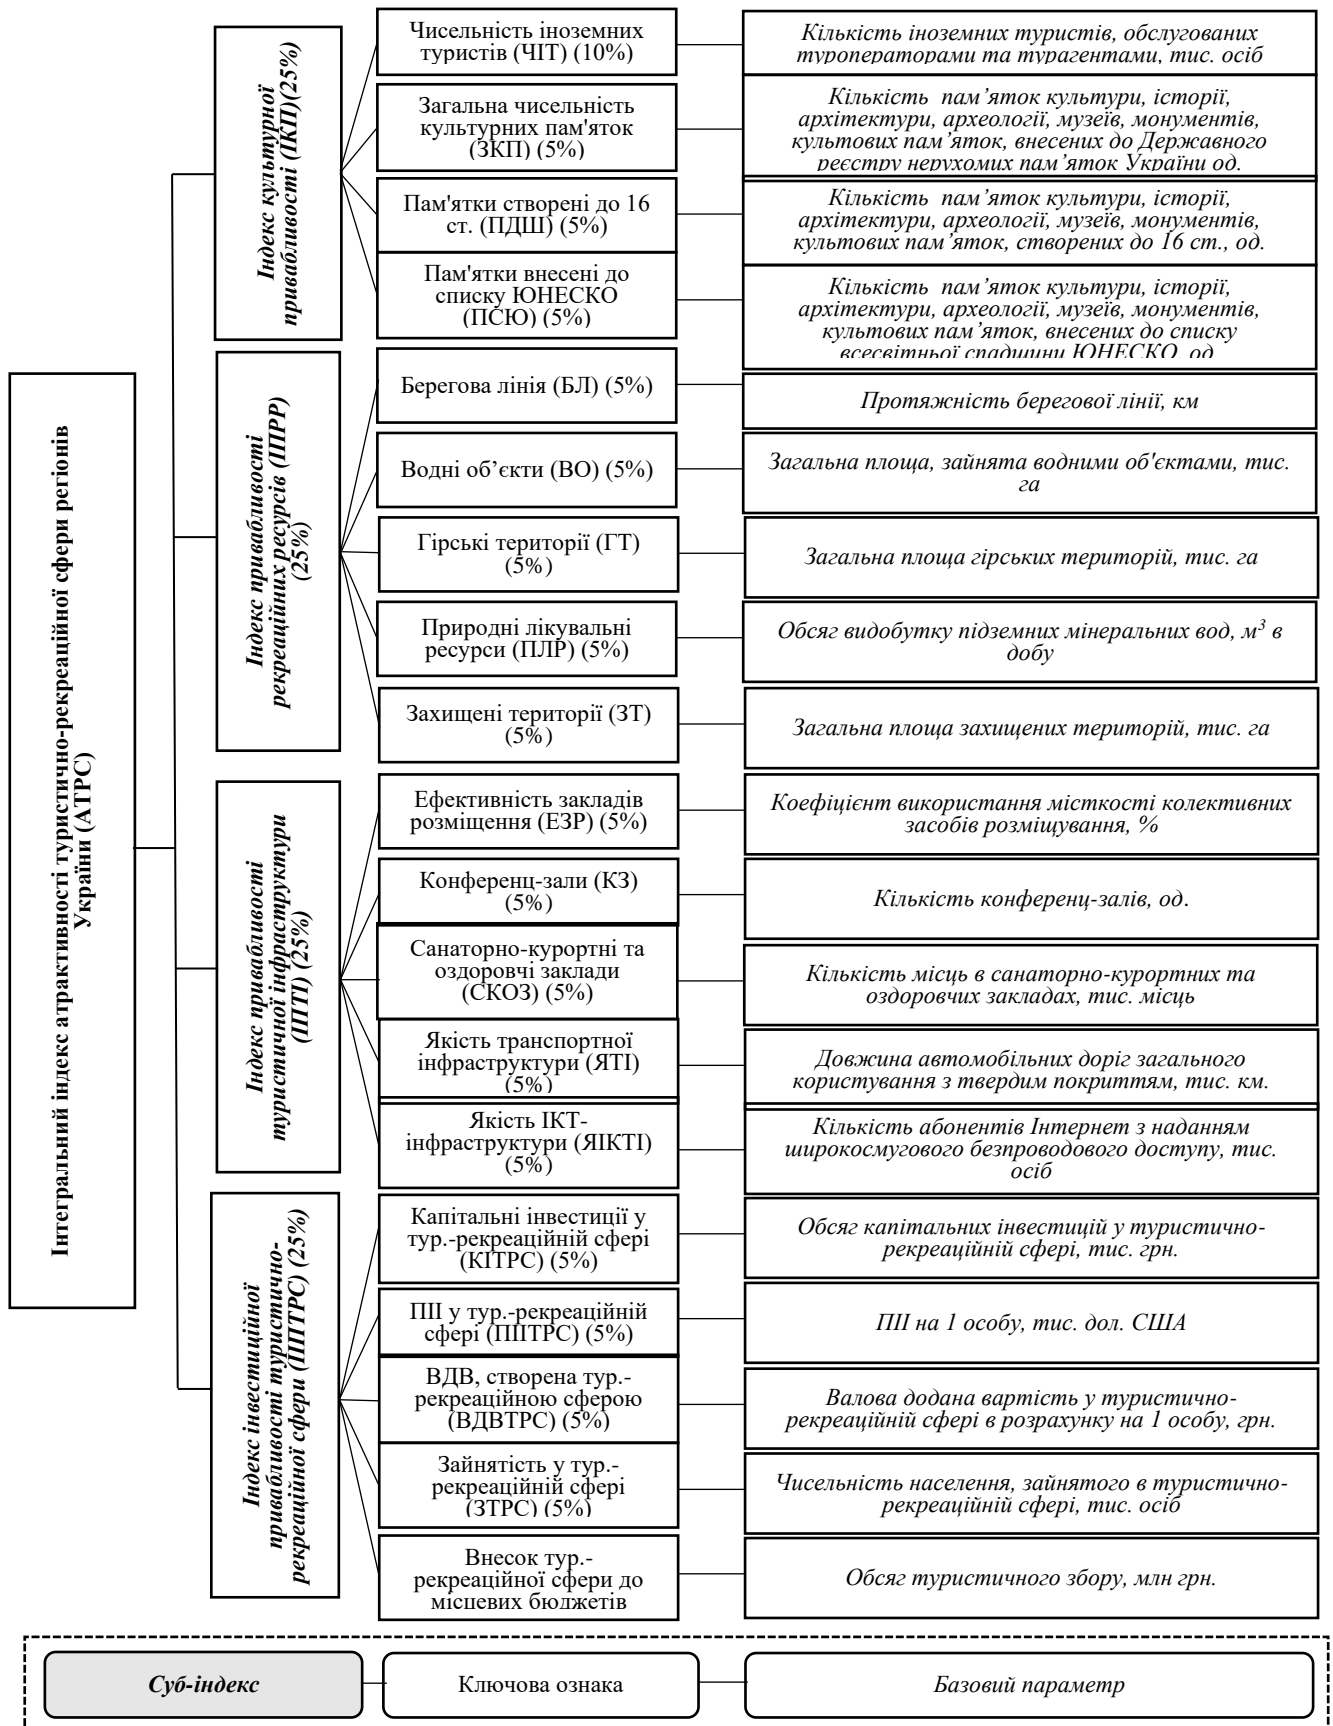 Інтегральний індекс атрактивності туристично-рекреаційної сфери регіонів
України (АТРС)
Індекс культурної
привабливості (ІКП)(25%)
Чисельність іноземних
туристів (ЧІТ) (10%)
Кількість іноземних туристів, обслугованих
туроператорами та турагентами, тис. осіб
Загальна чисельність
культурних пам'яток
(ЗКП) (5%)
Кількість пам’яток культури, історії,
архітектури, археології, музеїв, монументів,
культових пам’яток, внесених до Державного
реєстру нерухомих пам’яток України од.
Пам'ятки створені до 16
ст. (ПДШ) (5%)
Кількість пам’яток культури, історії,
архітектури, археології, музеїв, монументів,
культових пам’яток, створених до 16 ст., од.
Пам'ятки внесені до
списку ЮНЕСКО
(ПСЮ) (5%)
Кількість пам’яток культури, історії,
архітектури, археології, музеїв, монументів,
культових пам’яток, внесених до списку
всесвітньої спадщини ЮНЕСКО, од
Індекс привабливості
рекреаційних ресурсів (ІПРР)
(25%)
Берегова лінія (БЛ) (5%)
Протяжність берегової лінії, км
Водні об’єкти (ВО) (5%)
Загальна площа, зайнята водними об'єктами, тис.
га
Гірські території (ГТ)
(5%)
Загальна площа гірських територій, тис. га
Природні лікувальні
ресурси (ПЛР) (5%)
Обсяг видобутку підземних мінеральних вод, м³ в
добу
Захищені території (ЗТ)
(5%)
Загальна площа захищених територій, тис. га
Індекс привабливості
туристичної інфраструктури
(ІПТІ) (25%)
Ефективність закладів
розміщення (ЕЗР) (5%)
Коефіцієнт використання місткості колективних
засобів розміщування, %
Конференц-зали (КЗ)
(5%)
Кількість конференц-залів, од.
Санаторно-курортні та
оздоровчі заклади
(СКОЗ) (5%)
Кількість місць в санаторно-курортних та
оздоровчих закладах, тис. місць
Якість транспортної
інфраструктури (ЯТІ)
(5%)
Довжина автомобільних доріг загального
користування з твердим покриттям, тис. км.
Якість ІКТ-
інфраструктури (ЯІКТІ)
(5%)
Кількість абонентів Інтернет з наданням
широкосмугового безпроводового доступу, тис.
осіб
Індекс інвестиційної
привабливості туристично-
рекреаційної сфери (ІПТРС) (25%)
Капітальні інвестиції у
тур.-рекреаційній сфері
(КІТРС) (5%)
Обсяг капітальних інвестицій у туристично-
рекреаційній сфері, тис. грн.
ПІІ у тур.-рекреаційній
сфері (ПІІТРС) (5%)
ПІІ на 1 особу, тис. дол. США
ВДВ, створена тур.-
рекреаційною сферою
(ВДВТРС) (5%)
Валова додана вартість у туристично-
рекреаційній сфері в розрахунку на 1 особу, грн.
Зайнятість у тур.-
рекреаційній сфері
(ЗТРС) (5%)
Чисельність населення, зайнятого в туристично-
рекреаційній сфері, тис. осіб
Внесок тур.-
рекреаційної сфери до
місцевих бюджетів
Обсяг туристичного збору, млн грн.
Суб-індекс
Ключова ознака
Базовий параметр